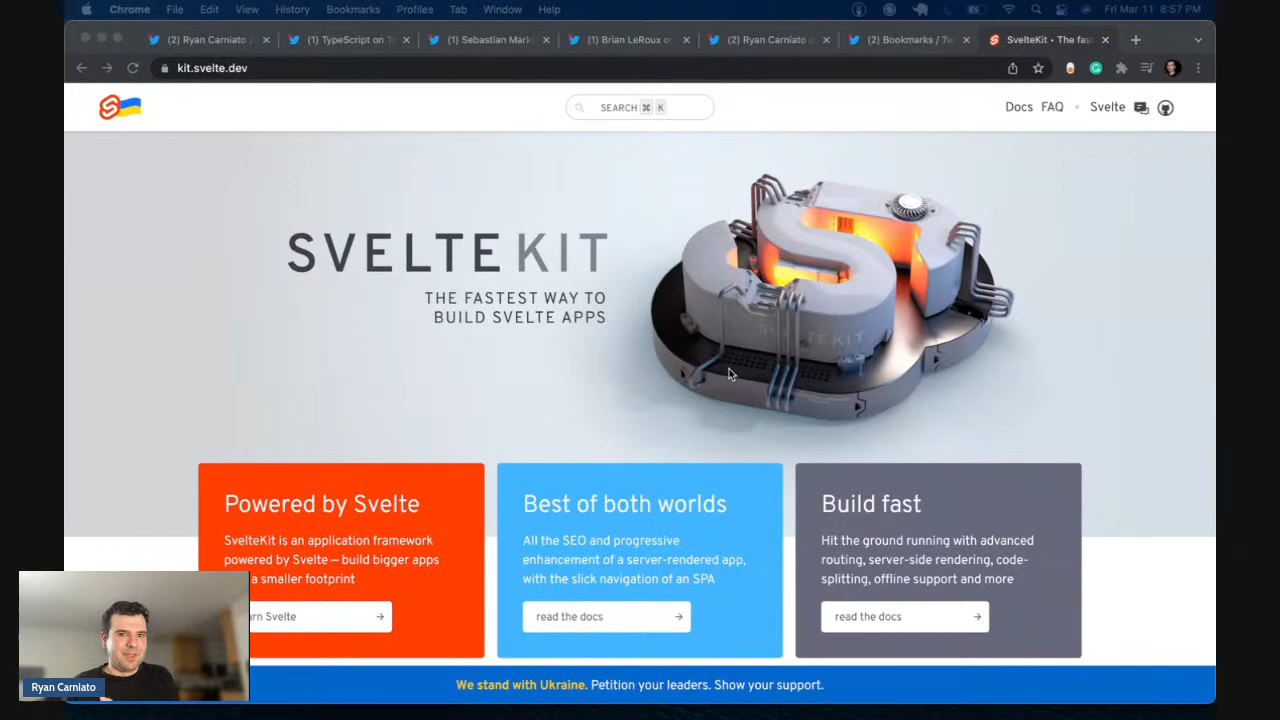 Chrome File Edit View History Bookmarks Profiles Tab Window Help Fri Mar 11 8:57 PM
(2) Ryan Carniato ( (1) TypeScript on T (1) Sebastian Mark (1) Brian LeRoux o (2) Ryan Carniato o (2) Bookmarks / Tw SvelteKit • The fast
kit.svelte.dev
SEARCH ⌘ K
Docs FAQ • Svelte
SVELTE KIT
THE FASTEST WAY TO
BUILD SVELTE APPS
SVELTEKIT
Powered by Svelte
SvelteKit is an application framework
powered by Svelte — build bigger apps
a smaller footprint
rn Svelte →
Best of both worlds
All the SEO and progressive
enhancement of a server-rendered app,
with the slick navigation of an SPA
read the docs →
Build fast
Hit the ground running with advanced
routing, server-side rendering, code-
splitting, offline support and more
read the docs →
We stand with Ukraine. Petition your leaders. Show your support.
Ryan Carniato